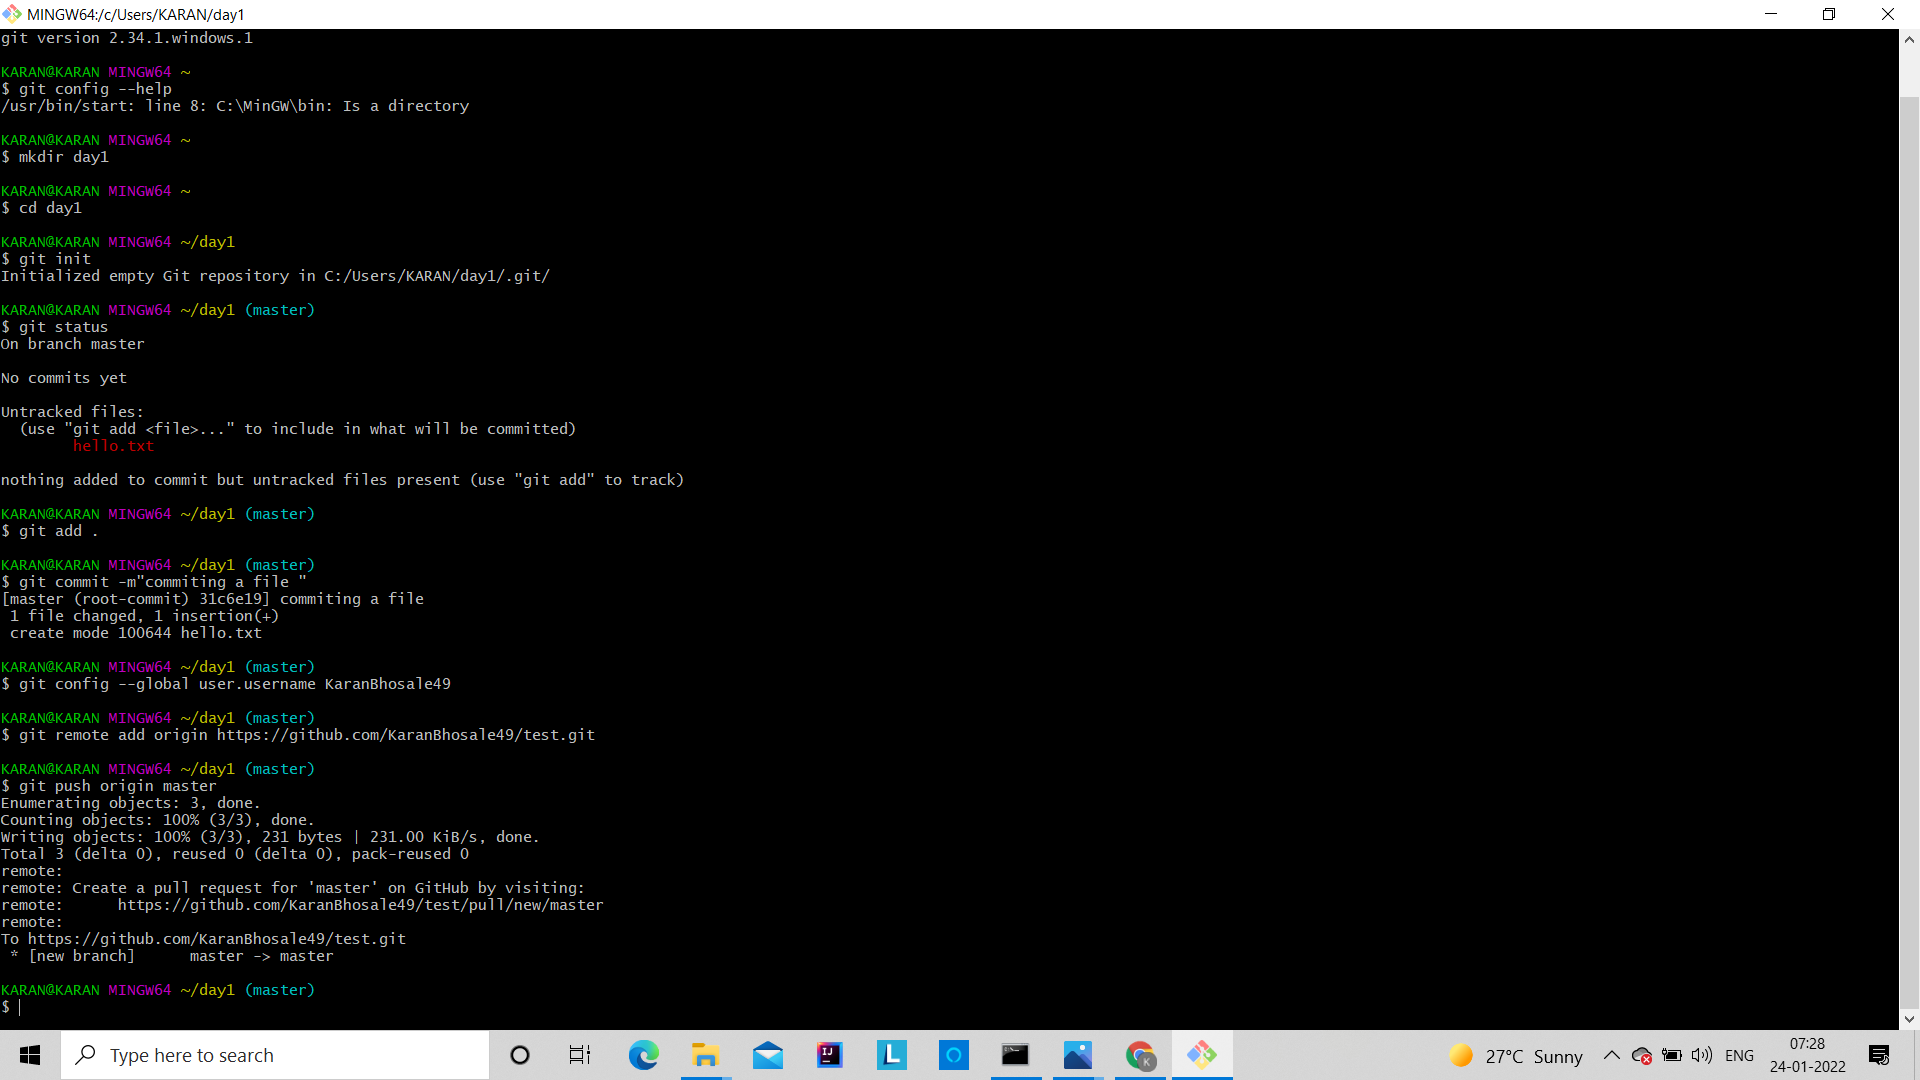 MINGW64:/c/Users/KARAN/day1
git version 2.34.1.windows.1
KARAN@KARAN MINGW64 ~
$ git config --help
/usr/bin/start: line 8: C:\MinGW\bin: Is a directory
KARAN@KARAN MINGW64 ~
$ mkdir day1
KARAN@KARAN MINGW64 ~
$ cd day1
KARAN@KARAN MINGW64 ~/day1
$ git init
Initialized empty Git repository in C:/Users/KARAN/day1/.git/
KARAN@KARAN MINGW64 ~/day1 (master)
$ git status
On branch master
No commits yet
Untracked files:
  (use "git add <file>..." to include in what will be committed)
        hello.txt
nothing added to commit but untracked files present (use "git add" to track)
KARAN@KARAN MINGW64 ~/day1 (master)
$ git add .
KARAN@KARAN MINGW64 ~/day1 (master)
$ git commit -m"commiting a file "
[master (root-commit) 31c6e19] commiting a file
 1 file changed, 1 insertion(+)
 create mode 100644 hello.txt
KARAN@KARAN MINGW64 ~/day1 (master)
$ git config --global user.username KaranBhosale49
KARAN@KARAN MINGW64 ~/day1 (master)
$ git remote add origin https://github.com/KaranBhosale49/test.git
KARAN@KARAN MINGW64 ~/day1 (master)
$ git push origin master
Enumerating objects: 3, done.
Counting objects: 100% (3/3), done.
Writing objects: 100% (3/3), 231 bytes | 231.00 KiB/s, done.
Total 3 (delta 0), reused 0 (delta 0), pack-reused 0
remote:
remote: Create a pull request for 'master' on GitHub by visiting:
remote:      https://github.com/KaranBhosale49/test/pull/new/master
remote:
To https://github.com/KaranBhosale49/test.git
 * [new branch]      master -> master
KARAN@KARAN MINGW64 ~/day1 (master)
$
Type here to search
IJ
L
K
27°C Sunny
ENG
07:28
24-01-2022